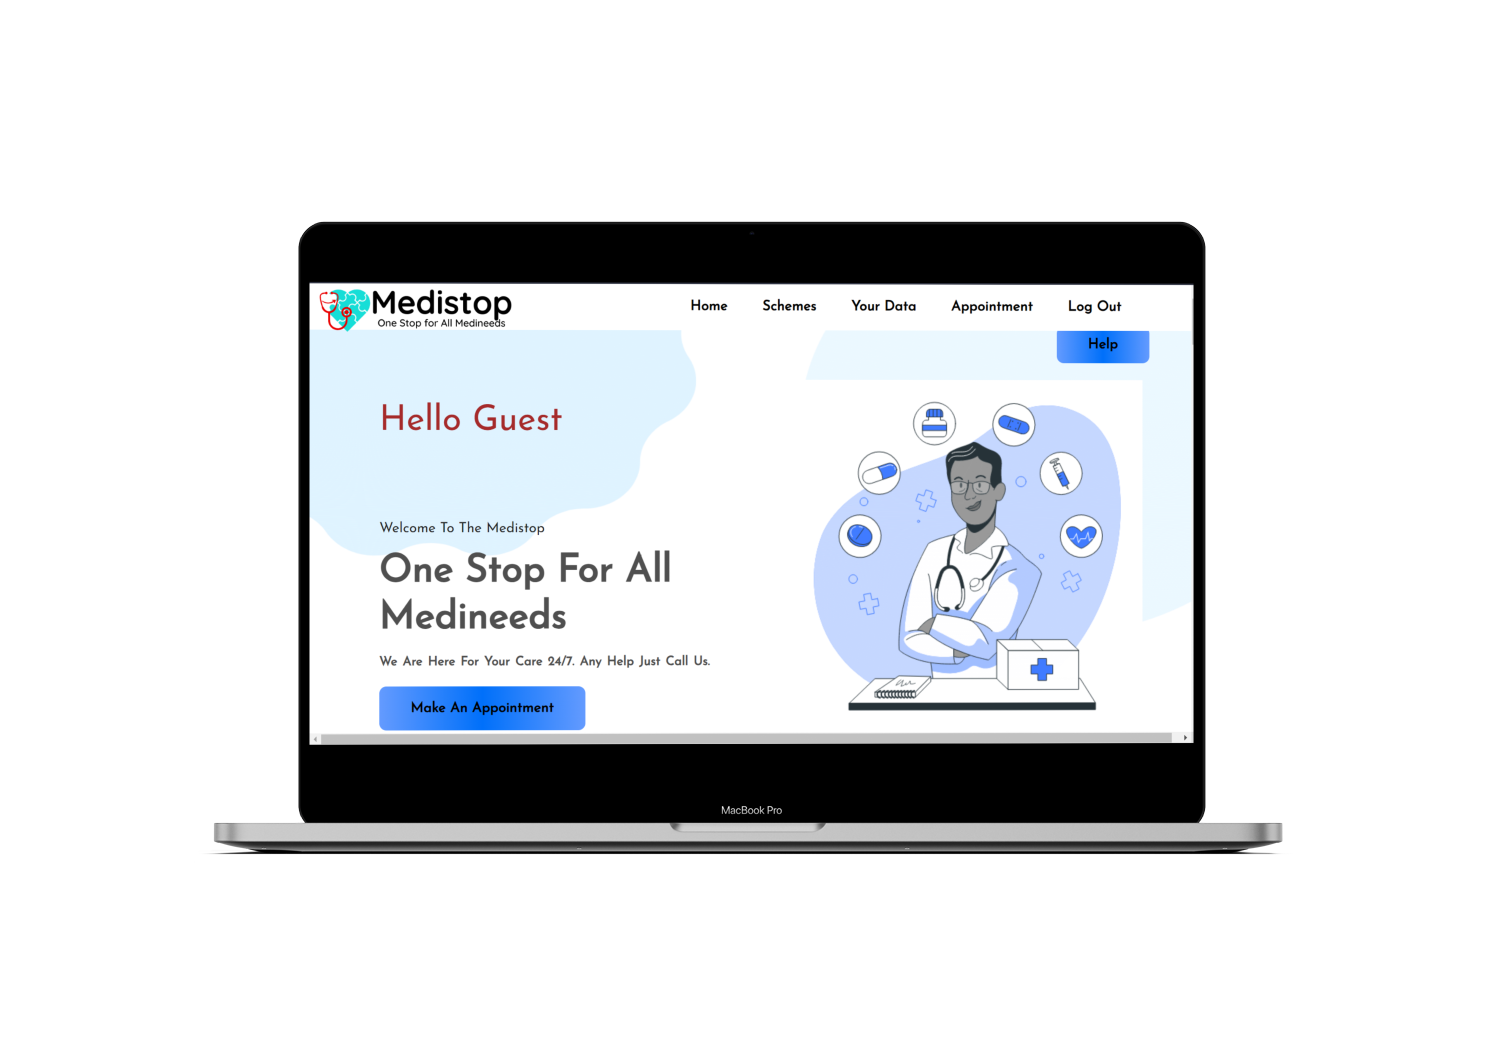 Medistop
One Stop for All Medineeds
Home
Schemes
Your Data
Appointment
Log Out
Help
Hello Guest
Welcome To The Medistop
One Stop For All
Medineeds
We Are Here For Your Care 24/7. Any Help Just Call Us.
Make An Appointment
MacBook Pro